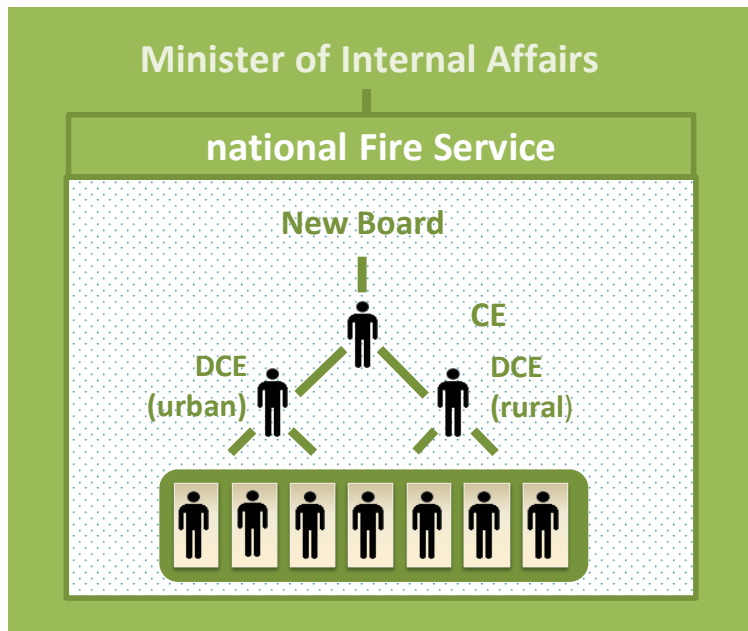 Minister of Internal Affairs
national Fire Service
New Board
CE
DCE
(urban)
DCE
(rural)